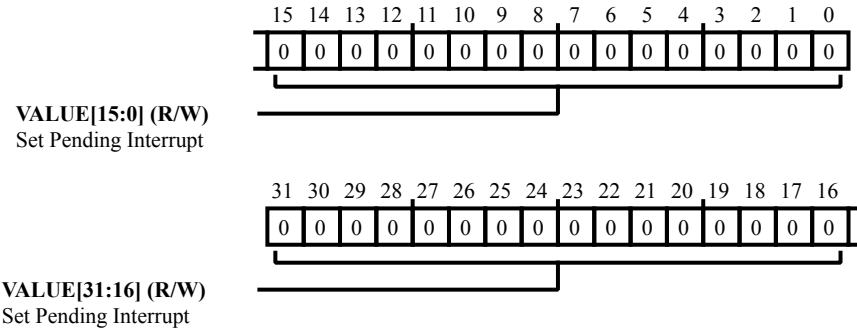 15 14 13 12 11 10 9 8 7 6 5 4 3 2 1 0
0 0 0 0 0 0 0 0 0 0 0 0 0 0 0 0
VALUE[15:0] (R/W)
Set Pending Interrupt
31 30 29 28 27 26 25 24 23 22 21 20 19 18 17 16
0 0 0 0 0 0 0 0 0 0 0 0 0 0 0 0
VALUE[31:16] (R/W)
Set Pending Interrupt